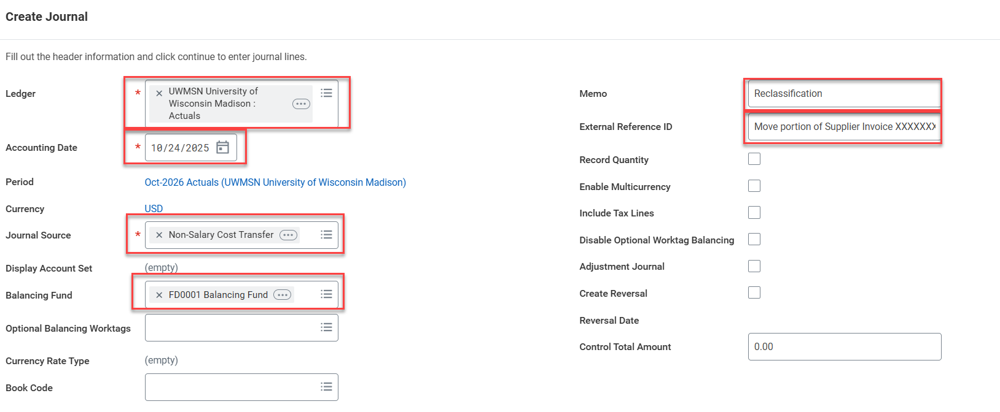 Create Journal
Fill out the header information and click continue to enter journal lines.
Ledger
*
UWMSN University of
Wisconsin Madison :
Actuals
Accounting Date
*
10/24/2025
Period
Oct-2026 Actuals (UWMSN University of Wisconsin Madison)
Currency
USD
Journal Source
*
Non-Salary Cost Transfer
Display Account Set
(empty)
Balancing Fund
FD0001 Balancing Fund
Optional Balancing Worktags
Currency Rate Type
(empty)
Book Code
Memo
Reclassification
External Reference ID
Move portion of Supplier Invoice XXXXXXX
Record Quantity
Enable Multicurrency
Include Tax Lines
Disable Optional Worktag Balancing
Adjustment Journal
Create Reversal
Reversal Date
Control Total Amount
0.00